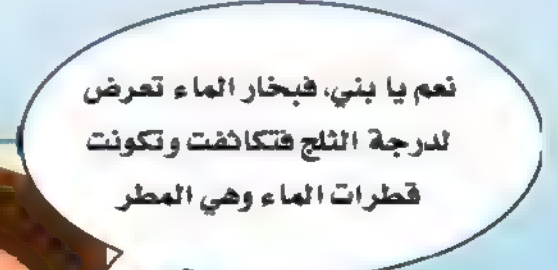 نعم يا بني، فبخار الماء تعرض
لدرجة الثلج فتكاثفت وتكونت
قطرات الماء وهي المطر